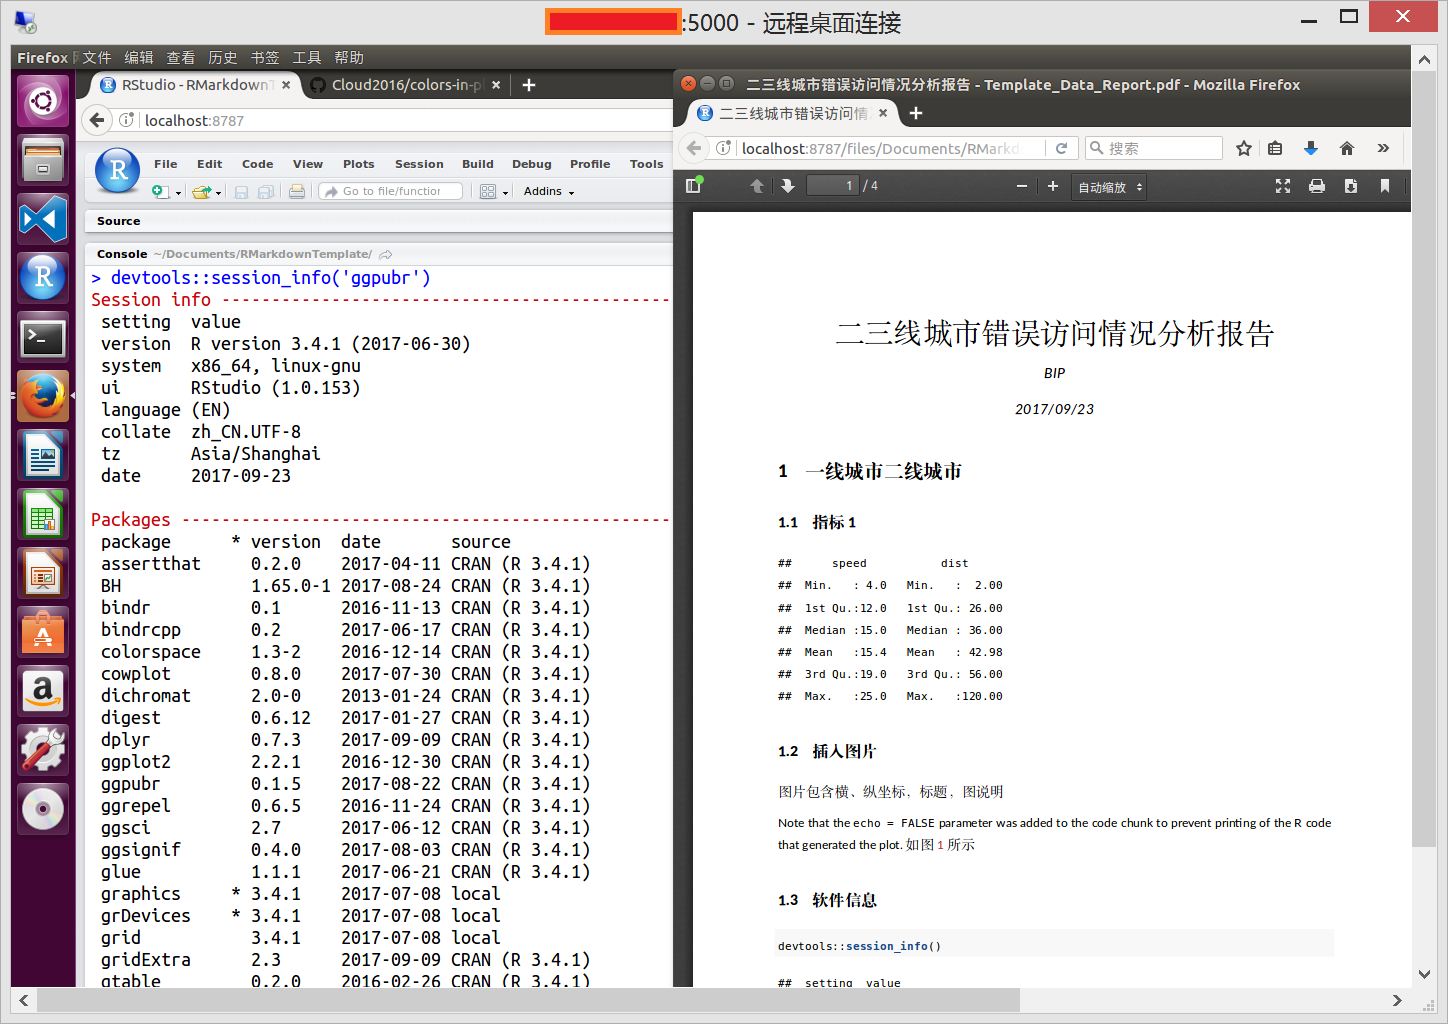 :5000 - 远程桌面连接
Firefox 文件 编辑 查看 历史 书签 工具 帮助
RStudio - RMarkdownT
Cloud2016/colors-in-p
localhost:8787
File Edit Code View Plots Session Build Debug Profile Tools
Go to file/function
Addins
Source
Console ~/Documents/RMarkdownTemplate/
> devtools::session_info('ggpubr')
Session info ---------------------------------------------
setting value
version R version 3.4.1 (2017-06-30)
system x86_64, linux-gnu
ui RStudio (1.0.153)
language (EN)
collate zh_CN.UTF-8
tz Asia/Shanghai
date 2017-09-23
Packages -------------------------------------------------
package * version date source
assertthat 0.2.0 2017-04-11 CRAN (R 3.4.1)
BH 1.65.0-1 2017-08-24 CRAN (R 3.4.1)
bindr 0.1 2016-11-13 CRAN (R 3.4.1)
bindrcpp 0.2 2017-06-17 CRAN (R 3.4.1)
colorspace 1.3-2 2016-12-14 CRAN (R 3.4.1)
cowplot 0.8.0 2017-07-30 CRAN (R 3.4.1)
dichromat 2.0-0 2013-01-24 CRAN (R 3.4.1)
digest 0.6.12 2017-01-27 CRAN (R 3.4.1)
dplyr 0.7.3 2017-09-09 CRAN (R 3.4.1)
ggplot2 2.2.1 2016-12-30 CRAN (R 3.4.1)
ggpubr 0.1.5 2017-08-22 CRAN (R 3.4.1)
ggrepel 0.6.5 2016-11-24 CRAN (R 3.4.1)
ggsci 2.7 2017-06-12 CRAN (R 3.4.1)
ggsignif 0.4.0 2017-08-03 CRAN (R 3.4.1)
glue 1.1.1 2017-06-21 CRAN (R 3.4.1)
graphics * 3.4.1 2017-07-08 local
grDevices * 3.4.1 2017-07-08 local
grid 3.4.1 2017-07-08 local
gridExtra 2.3 2017-09-09 CRAN (R 3.4.1)
gtable 0.2.0 2016-02-26 CRAN (R 3.4.1)
二三线城市错误访问情况分析报告 - Template_Data_Report.pdf - Mozilla Firefox
二三线城市错误访问情
localhost:8787/files/Documents/RMarkd
搜索
1 / 4
自动缩放
二三线城市错误访问情况分析报告
BIP
2017/09/23
1 一线城市二线城市
1.1 指标 1
## speed dist
## Min. : 4.0 Min. : 2.00
## 1st Qu.:12.0 1st Qu.: 26.00
## Median :15.0 Median : 36.00
## Mean :15.4 Mean : 42.98
## 3rd Qu.:19.0 3rd Qu.: 56.00
## Max. :25.0 Max. :120.00
1.2 插入图片
图片包含横、纵坐标，标题，图说明
Note that the echo = FALSE parameter was added to the code chunk to prevent printing of the R code
that generated the plot. 如图 1 所示
1.3 软件信息
devtools::session_info()
## setting value